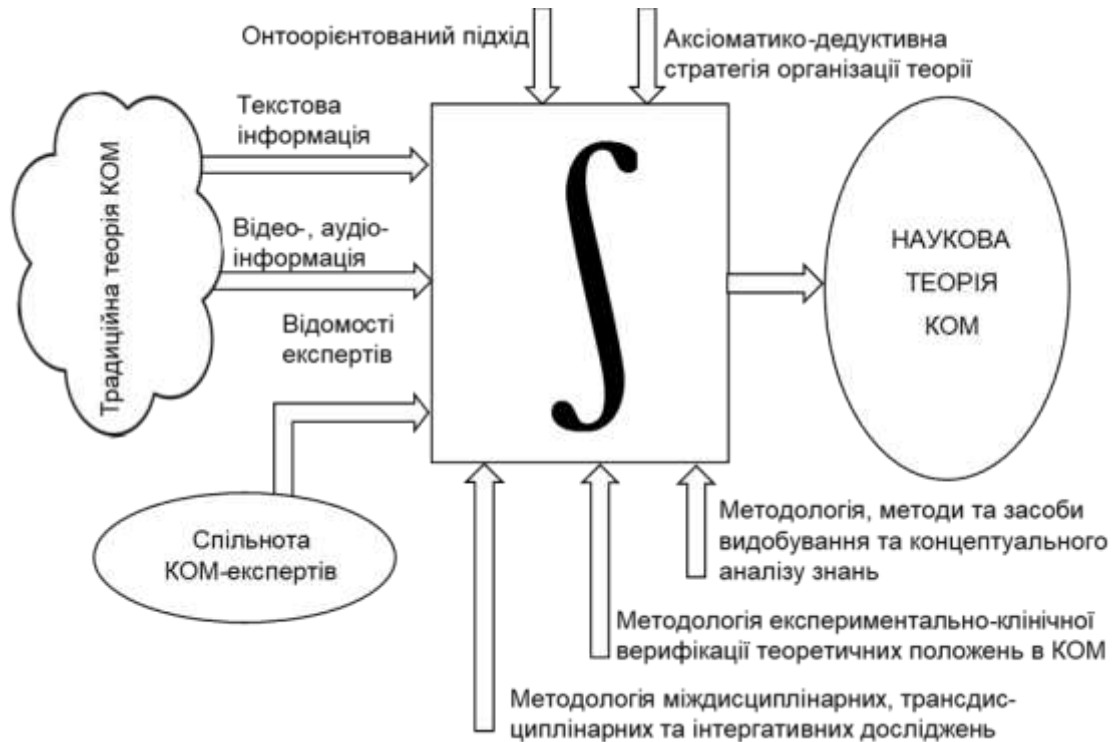 Онтоорієнтований підхід
Аксіоматико-дедуктивна
стратегія організації теорії
Традиційна теорія КОМ
Текстова
інформація
Відео-, аудіо-
інформація
Відомості
експертів
∫
НАУКОВА
ТЕОРІЯ
КОМ
Спільнота
КОМ-експертів
Методологія, методи та засоби
видобування та концептуального
аналізу знань
Методологія експериментально-клінічної
верифікації теоретичних положень в КОМ
Методологія міждисциплінарних, трансдис-
циплінарних та інтергативних досліджень